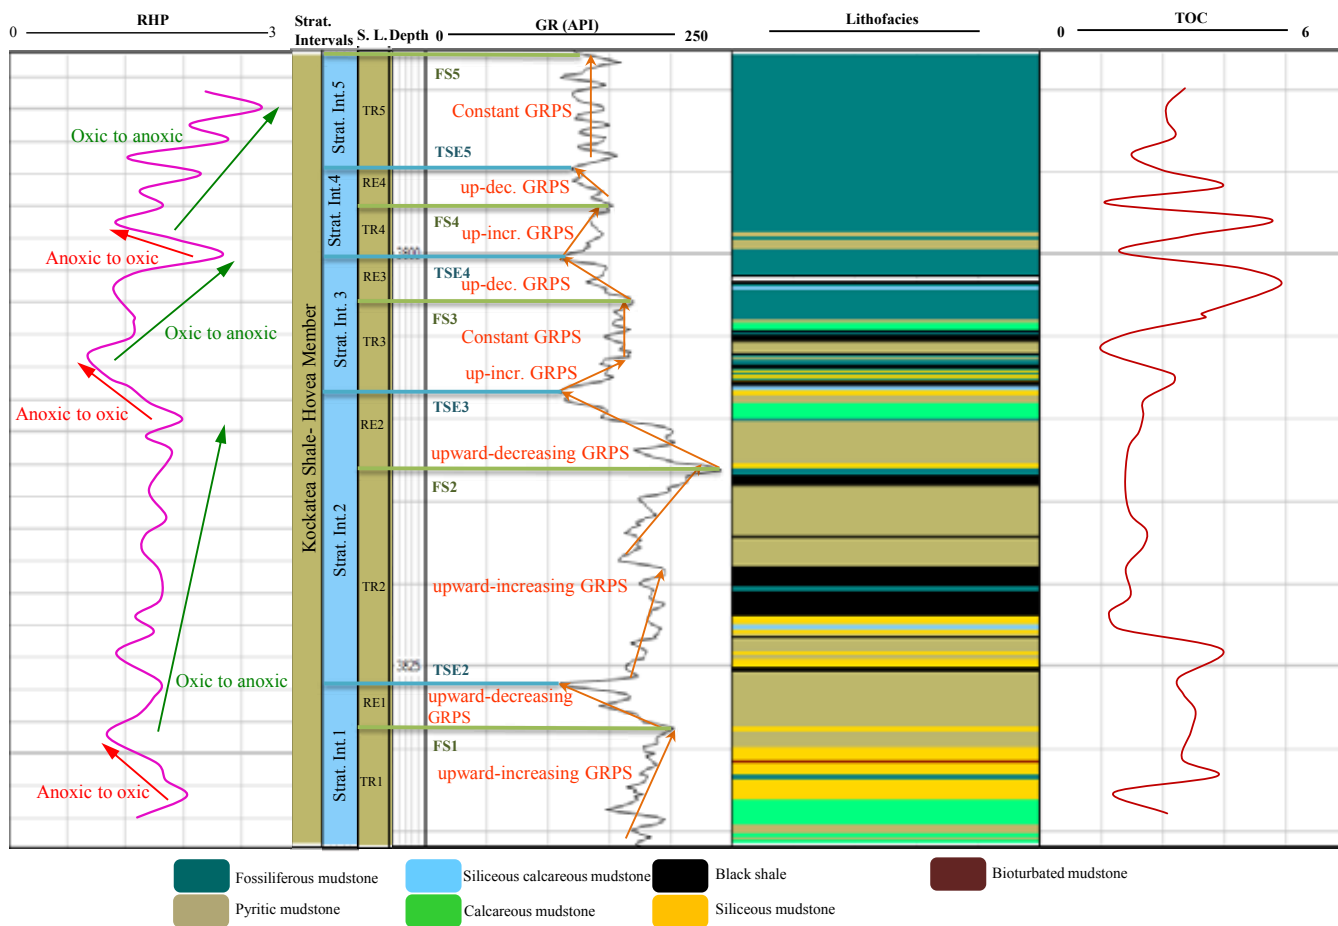 RHP
0
3
Strat.
Intervals
S. L.
Depth
0
GR (API)
250
Lithofacies
TOC
0
6
Kockatea Shale- Hovea Member
Strat. Int.5
Strat. Int.4
Strat. Int. 3
Strat. Int.2
Strat. Int.1
TR5
RE4
TR4
RE3
TR3
RE2
TR2
RE1
TR1
3800
3825
FS5
Constant GRPS
TSE5
up-dec. GRPS
FS4
up-incr. GRPS
TSE4
up-dec. GRPS
FS3
Constant GRPS
up-incr. GRPS
TSE3
upward-decreasing GRPS
FS2
upward-increasing GRPS
TSE2
upward-decreasing
GRPS
FS1
upward-increasing GRPS
Oxic to anoxic
Anoxic to oxic
Oxic to anoxic
Anoxic to oxic
Oxic to anoxic
Anoxic to oxic
Fossiliferous mudstone
Siliceous calcareous mudstone
Black shale
Bioturbated mudstone
Pyritic mudstone
Calcareous mudstone
Siliceous mudstone